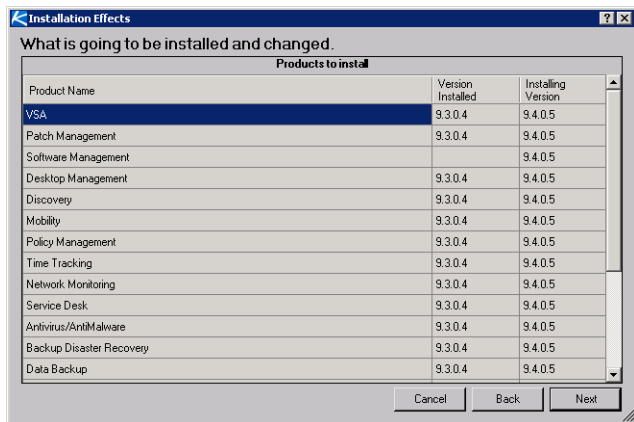 Installation Effects
What is going to be installed and changed.
Products to install
Product Name Version Installed Installing Version
VSA 9.3.0.4 9.4.0.5
Patch Management 9.3.0.4 9.4.0.5
Software Management 9.4.0.5
Desktop Management 9.3.0.4 9.4.0.5
Discovery 9.3.0.4 9.4.0.5
Mobility 9.3.0.4 9.4.0.5
Policy Management 9.3.0.4 9.4.0.5
Time Tracking 9.3.0.4 9.4.0.5
Network Monitoring 9.3.0.4 9.4.0.5
Service Desk 9.3.0.4 9.4.0.5
Antivirus/AntiMalware 9.3.0.4 9.4.0.5
Backup Disaster Recovery 9.3.0.4 9.4.0.5
Data Backup 9.3.0.4 9.4.0.5
Cancel Back Next